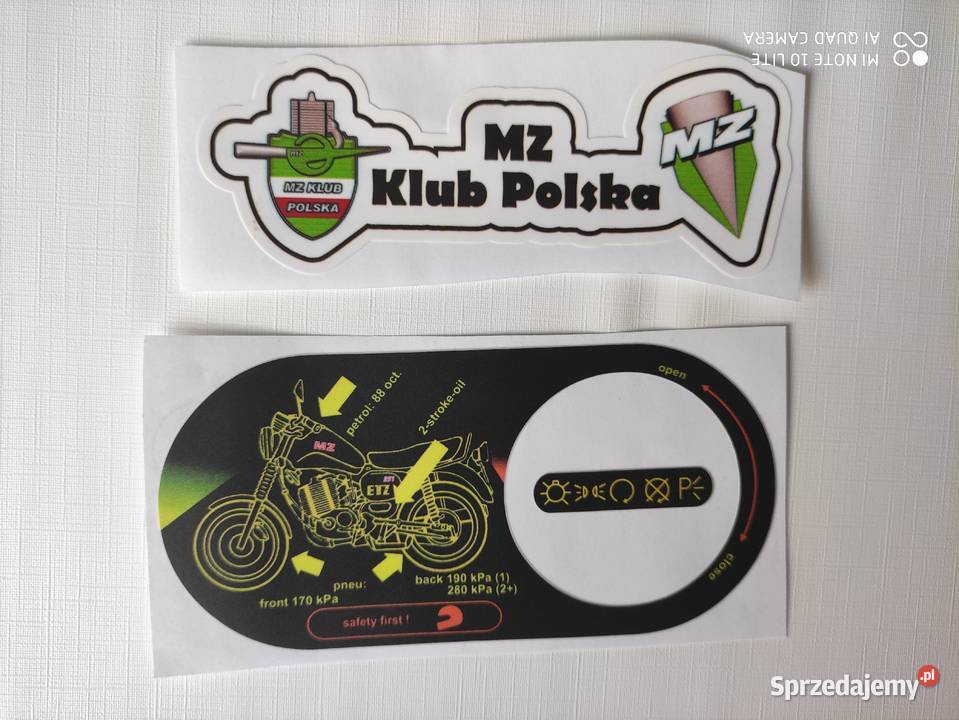 MI NOTE 10 LITE
AI QUAD CAMERA
MZ
Klub Polska
MZ
MZ KLUB
POLSKA
MZ
open
petrol: 88 oct.
2-stroke-oil
MZ
251
ETZ
P
close
pneu:
front 170 kPa
back 190 kPa (1)
280 kPa (2+)
safety first !
Sprzedajemy.pl